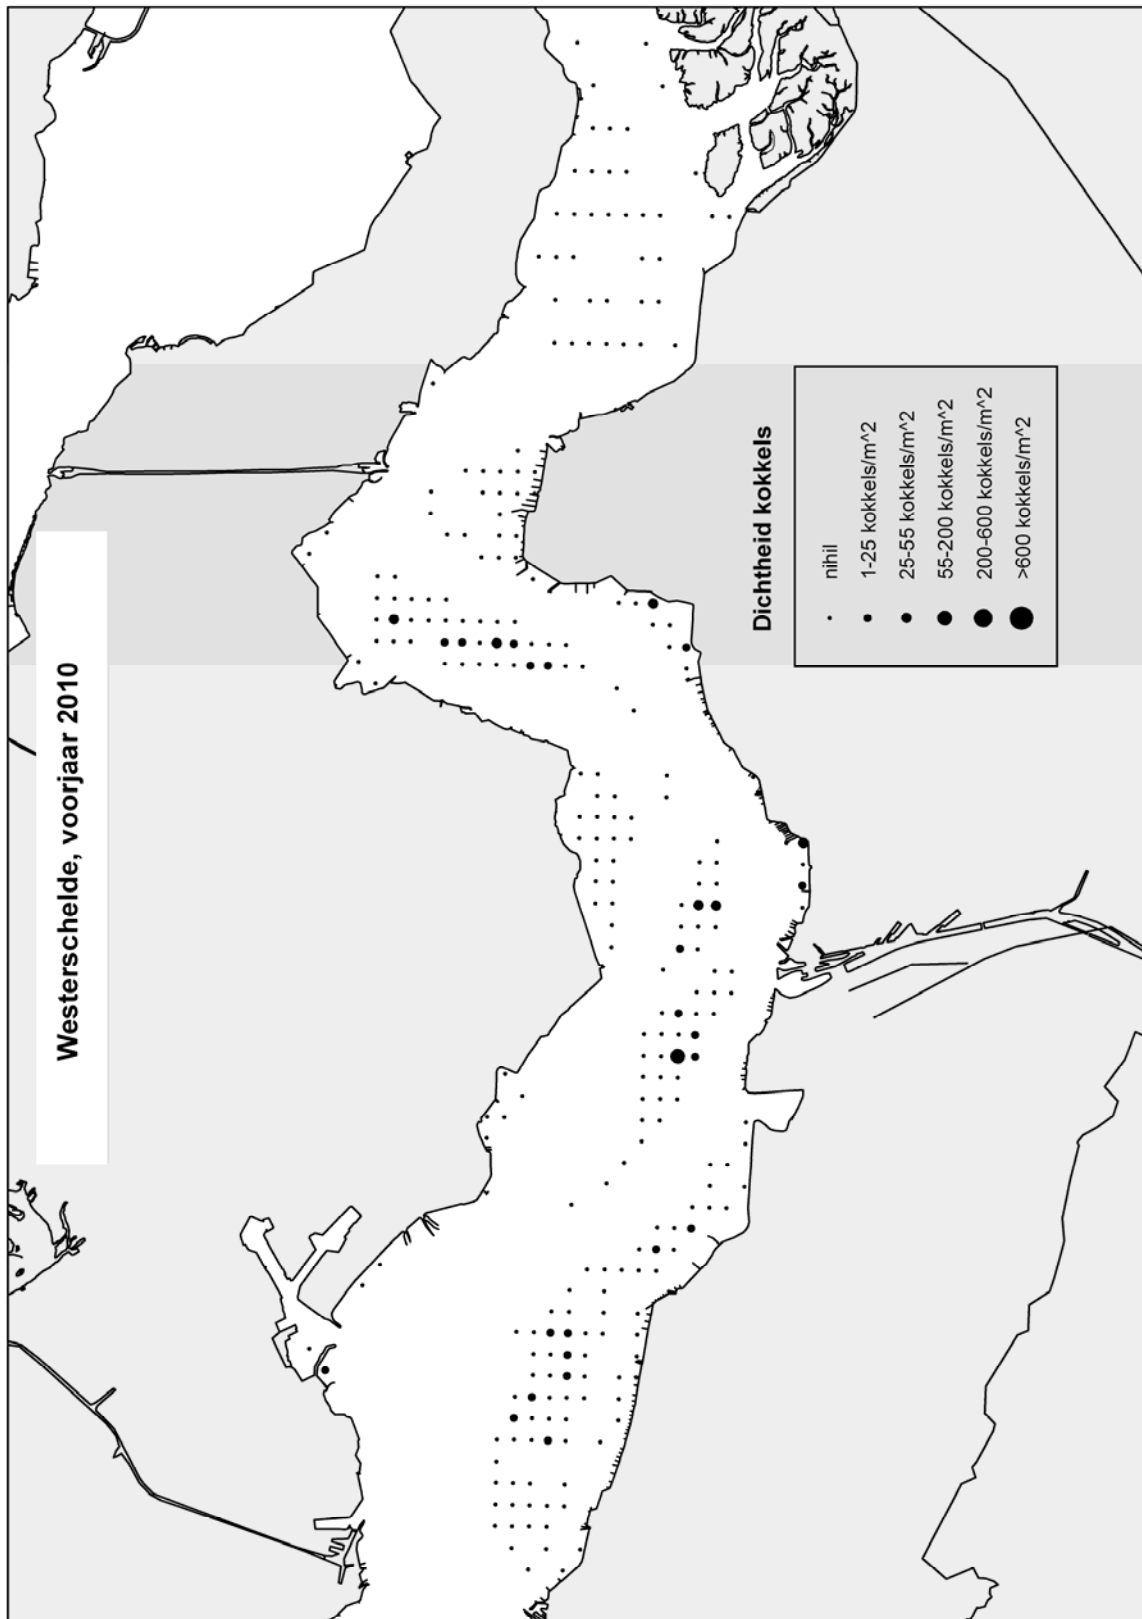 Westerschelde, voorjaar 2010
Dichtheid kokkels
nihil
1-25 kokkels/m^2
25-55 kokkels/m^2
55-200 kokkels/m^2
200-600 kokkels/m^2
>600 kokkels/m^2